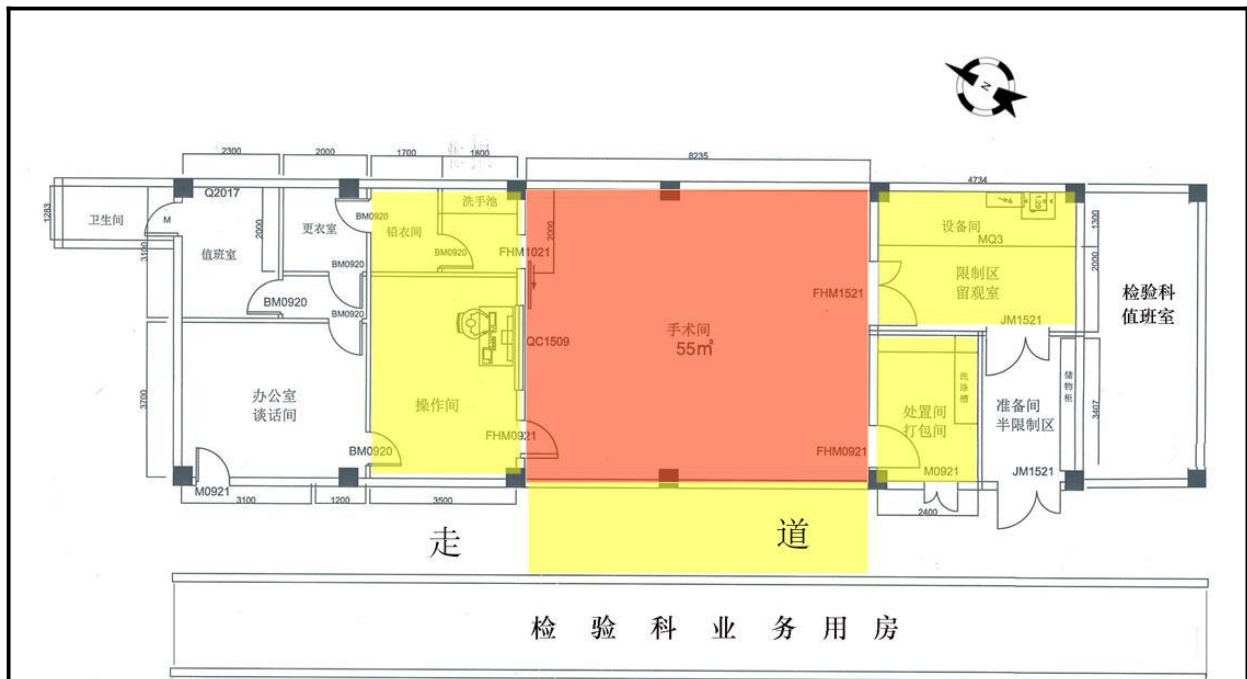 N
2300
2000
1700
1800
8235
4734
Q2017
1283
卫生间
M
值班室
2000
更衣室
BM0920
铅衣间
洗手池
BM0920
FHM1021
2000
设备间
MQ3
1300
2000
3100
BM0920
BM0920
BM0920
FHM1521
限制区
留观室
JM1521
检验科
值班室
手术间
55㎡
QC1509
3700
办公室
谈话间
操作间
BM0920
FHM0921
FHM0921
处置间
打包间
洗涤槽
准备间
半限制区
储物柜
3407
M0921
M0921
JM1521
3100
1200
3500
2400
走道
检验科业务用房